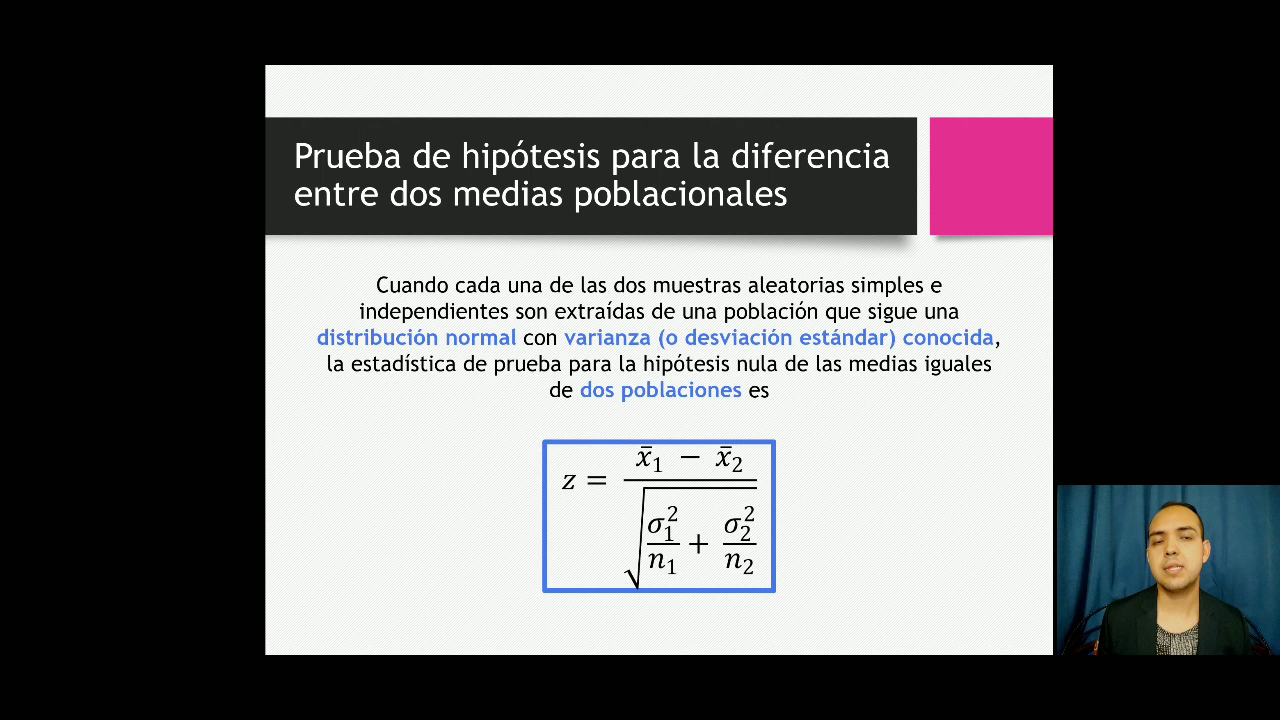 Prueba de hipótesis para la diferencia
entre dos medias poblacionales
Cuando cada una de las dos muestras aleatorias simples e
independientes son extraídas de una población que sigue una
distribución normal con varianza (o desviación estándar) conocida,
la estadística de prueba para la hipótesis nula de las medias iguales
de dos poblaciones es
z = (x̄₁ − x̄₂) / √(σ₁²/n₁ + σ₂²/n₂)